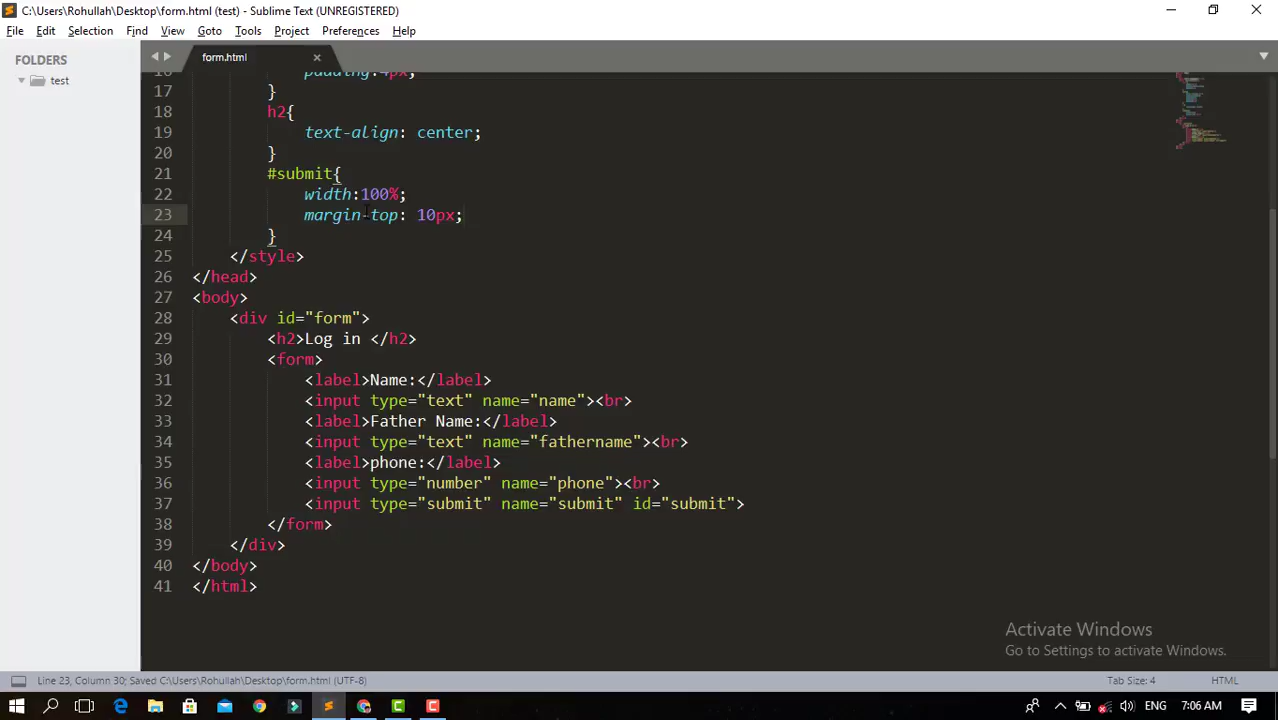 C:\Users\Rohullah\Desktop\form.html (test) - Sublime Text (UNREGISTERED)
File Edit Selection Find View Goto Tools Project Preferences Help
FOLDERS
test
form.html
16 padding:4px;
17 }
18 h2{
19 text-align: center;
20 }
21 #submit{
22 width:100%;
23 margin-top: 10px;
24 }
25 </style>
26 </head>
27 <body>
28 <div id="form">
29 <h2>Log in </h2>
30 <form>
31 <label>Name:</label>
32 <input type="text" name="name"><br>
33 <label>Father Name:</label>
34 <input type="text" name="fathername"><br>
35 <label>phone:</label>
36 <input type="number" name="phone"><br>
37 <input type="submit" name="submit" id="submit">
38 </form>
39 </div>
40 </body>
41 </html>
Activate Windows
Go to Settings to activate Windows.
Line 23, Column 30; Saved C:\Users\Rohullah\Desktop\form.html (UTF-8)
Tab Size: 4
HTML
ENG
7:06 AM